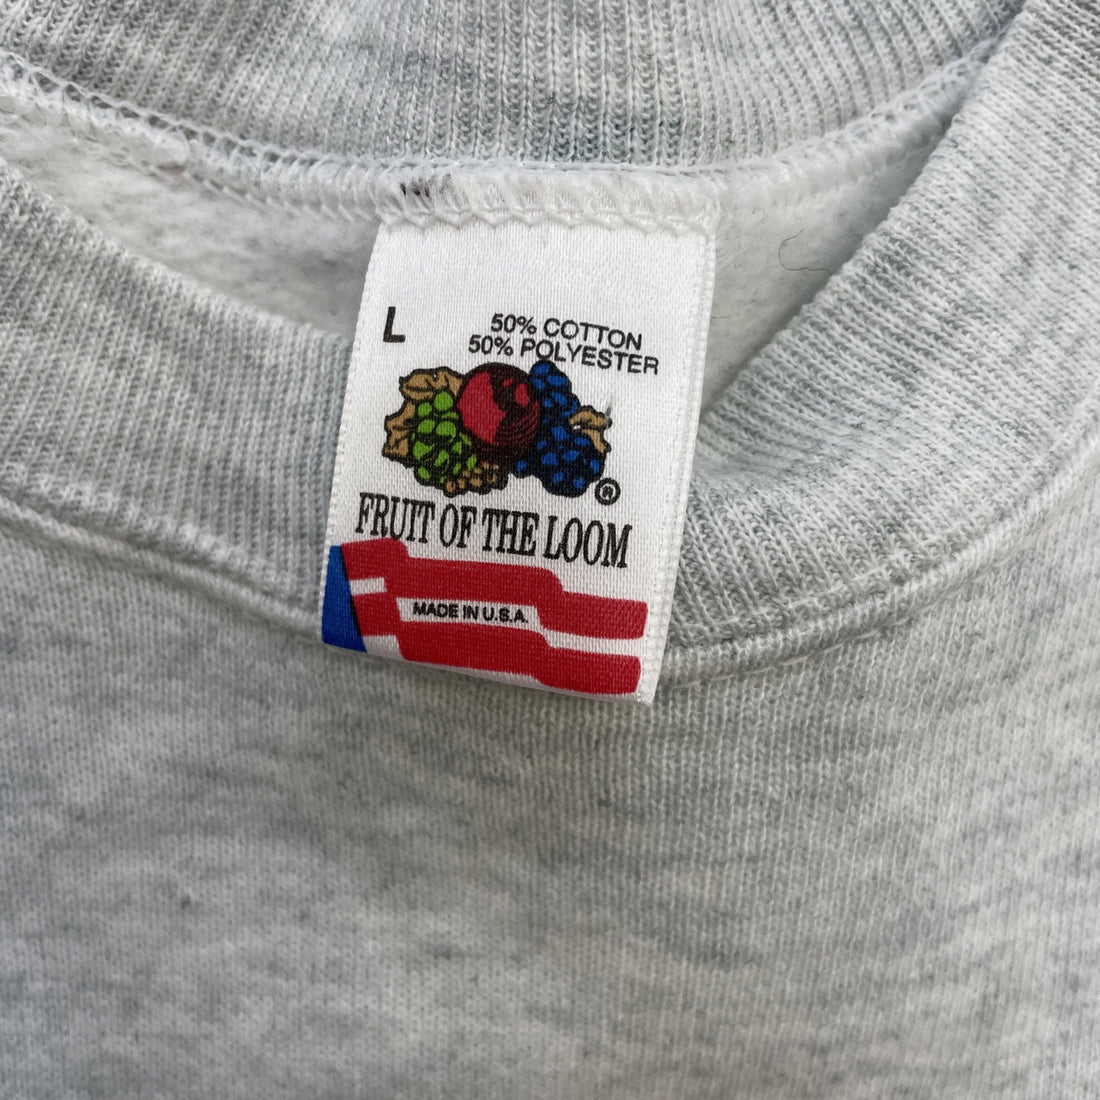 L
50% COTTON
50% POLYESTER
®
FRUIT OF THE LOOM
MADE IN U.S.A.